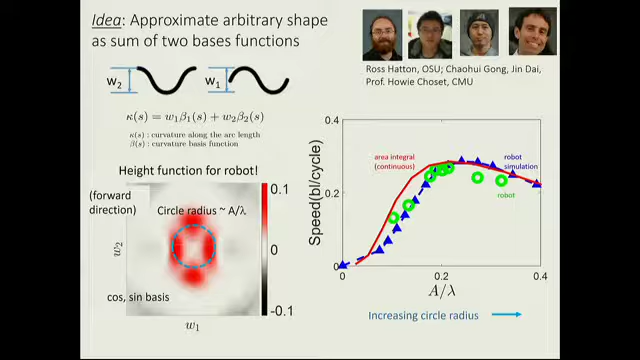 Idea: Approximate arbitrary shape
as sum of two bases functions
w2
w1
κ(s) = w1β1(s) + w2β2(s)
κ(s) : curvature along the arc length
β(s) : curvature basis function
Ross Hatton, OSU; Chaohui Gong, Jin Dai,
Prof. Howie Choset, CMU
Height function for robot!
(forward
direction)
Circle radius ~ A/λ
w2
cos, sin basis
w1
0.1
0
-0.1
0.4
0.2
0
Speed(bl/cycle)
area integral
(continuous)
robot
simulation
robot
0
0.2
0.4
A/λ
Increasing circle radius